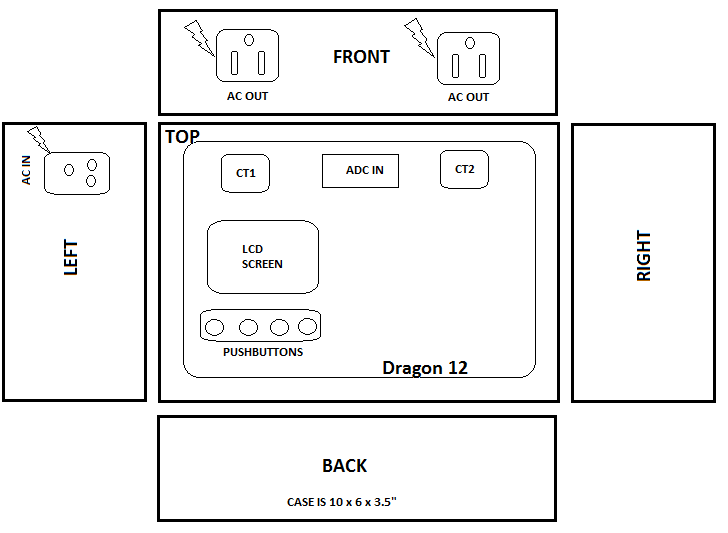 FRONT
AC OUT
AC OUT
TOP
AC IN
CT1
ADC IN
CT2
LEFT
LCD
SCREEN
RIGHT
PUSHBUTTONS
Dragon 12
BACK
CASE IS 10 x 6 x 3.5"